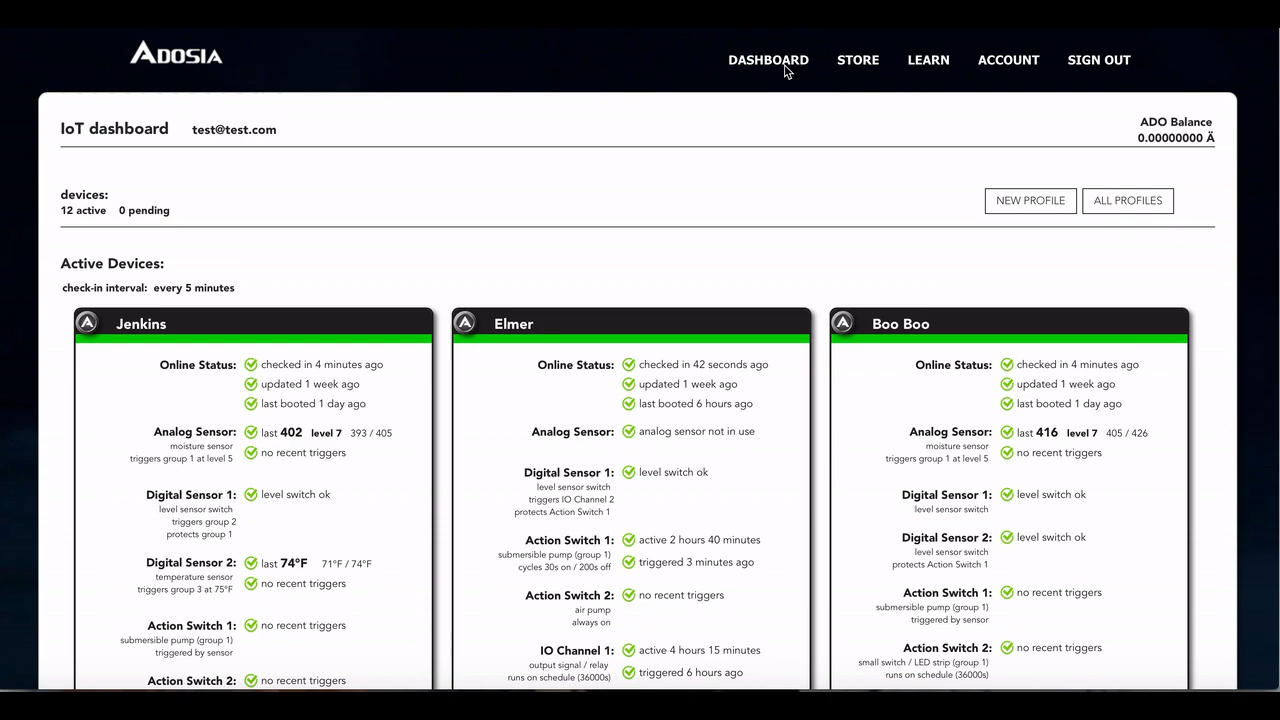 ADOSIA
DASHBOARD STORE LEARN ACCOUNT SIGN OUT
IoT dashboard test@test.com
ADO Balance
0.00000000 Ä
devices:
12 active 0 pending
NEW PROFILE ALL PROFILES
Active Devices:
check-in interval: every 5 minutes
Jenkins
Online Status: checked in 4 minutes ago
updated 1 week ago
last booted 1 day ago
Analog Sensor: last 402 level 7 393 / 405
moisture sensor
triggers group 1 at level 5
no recent triggers
Digital Sensor 1: level switch ok
level sensor switch
triggers group 2
protects group 1
Digital Sensor 2: last 74°F 71°F / 74°F
temperature sensor
triggers group 3 at 75°F
no recent triggers
Action Switch 1: no recent triggers
submersible pump (group 1)
triggered by sensor
Action Switch 2: no recent triggers
Elmer
Online Status: checked in 42 seconds ago
updated 1 week ago
last booted 6 hours ago
Analog Sensor: analog sensor not in use
Digital Sensor 1: level switch ok
level sensor switch
triggers IO Channel 2
protects Action Switch 1
Action Switch 1: active 2 hours 40 minutes
submersible pump (group 1)
cycles 30s on / 200s off
triggered 3 minutes ago
Action Switch 2: no recent triggers
air pump
always on
IO Channel 1: active 4 hours 15 minutes
output signal / relay
runs on schedule (36000s)
triggered 6 hours ago
Boo Boo
Online Status: checked in 4 minutes ago
updated 1 week ago
last booted 1 day ago
Analog Sensor: last 416 level 7 405 / 426
moisture sensor
triggers group 1 at level 5
no recent triggers
Digital Sensor 1: level switch ok
level sensor switch
Digital Sensor 2: level switch ok
level sensor switch
protects Action Switch 1
Action Switch 1: no recent triggers
submersible pump (group 1)
triggered by sensor
Action Switch 2: no recent triggers
small switch / LED strip (group 1)
runs on schedule (36000s)